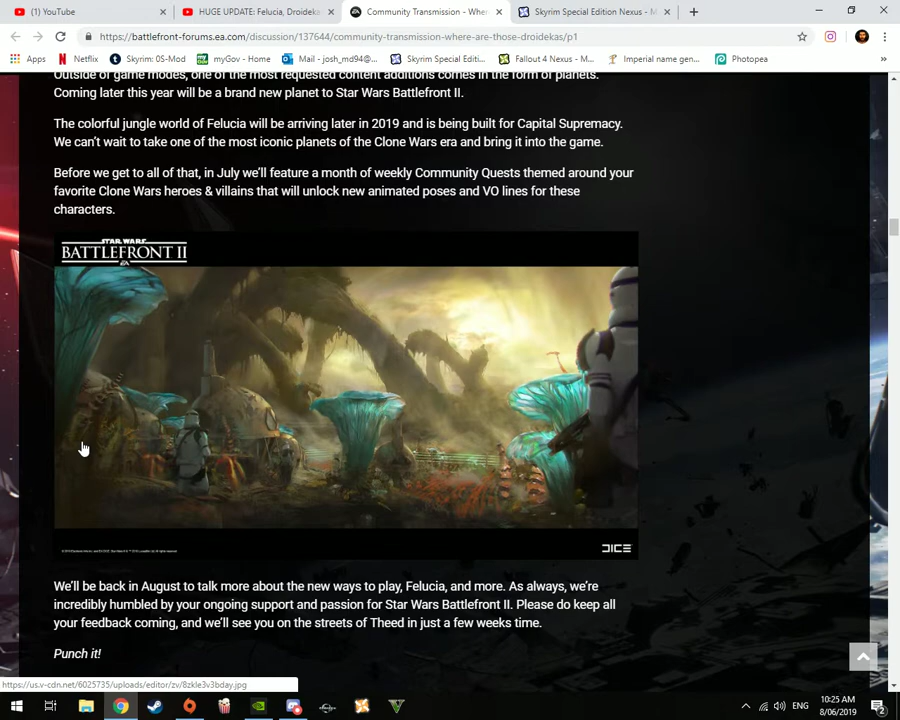 (1) YouTube
HUGE UPDATE: Felucia, Droideka
Community Transmission - Wher
Skyrim Special Edition Nexus - M
https://battlefront-forums.ea.com/discussion/137644/community-transmission-where-are-those-droidekas/p1
Apps Netflix Skyrim: 0S-Mod myGov - Home Mail - josh_md94@... Skyrim Special Editi... Fallout 4 Nexus - M... Imperial name gen... Photopea »
Outside of game modes, one of the most requested content additions comes in the form of planets.
Coming later this year will be a brand new planet to Star Wars Battlefront II.
The colorful jungle world of Felucia will be arriving later in 2019 and is being built for Capital Supremacy.
We can't wait to take one of the most iconic planets of the Clone Wars era and bring it into the game.
Before we get to all of that, in July we'll feature a month of weekly Community Quests themed around your
favorite Clone Wars heroes & villains that will unlock new animated poses and VO lines for these
characters.
STAR WARS
BATTLEFRONT II
EA
DICE
We'll be back in August to talk more about the new ways to play, Felucia, and more. As always, we're
incredibly humbled by your ongoing support and passion for Star Wars Battlefront II. Please do keep all
your feedback coming, and we'll see you on the streets of Theed in just a few weeks time.
Punch it!
https://us.v-cdn.net/6025735/uploads/editor/zv/8zkle3v3bday.jpg
ENG
10:25 AM
8/06/2019
2